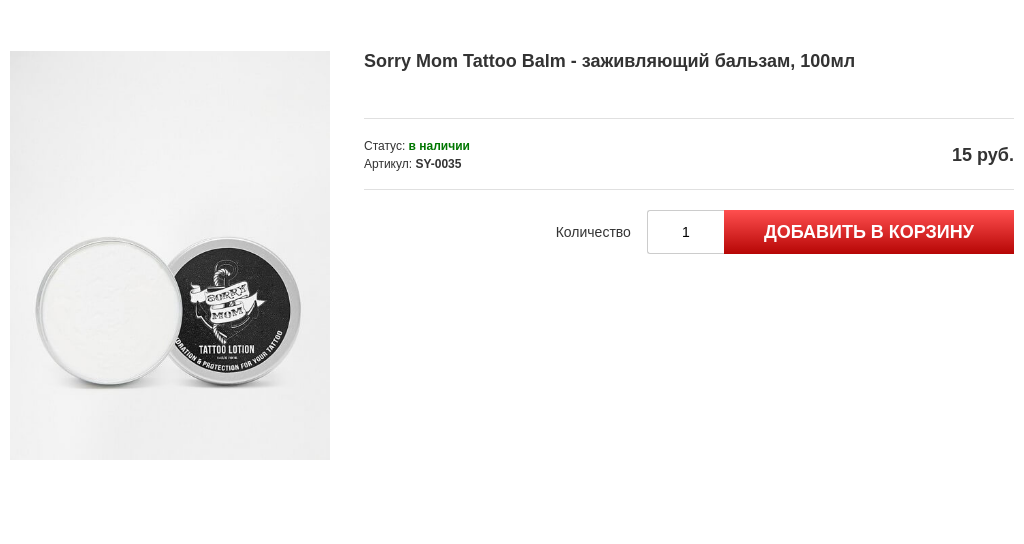 Sorry Mom Tattoo Balm - заживляющий бальзам, 100мл
Статус: в наличии
Артикул: SY-0035
15 руб.
Количество
1
ДОБАВИТЬ В КОРЗИНУ
SORRY
MOM
TATTOO LOTION
& PROTECTION FOR YOUR TATTOO